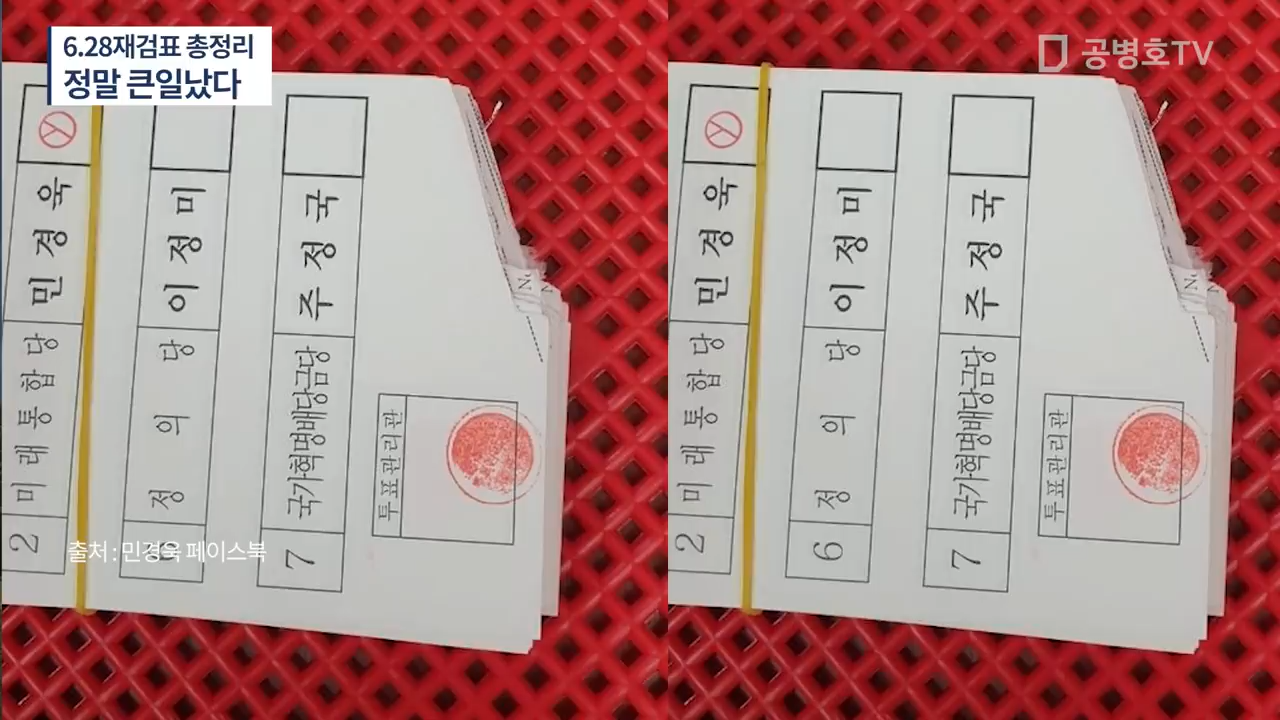 6.28재검표 총정리
정말 큰일났다
공병호TV
2 미래통합당 민경욱
정의당 이정미
7 국가혁명배당금당 주정국
투표관리관
출처 : 민경욱 페이스북
2 미래통합당 민경욱
6 정의당 이정미
7 국가혁명배당금당 주정국
투표관리관